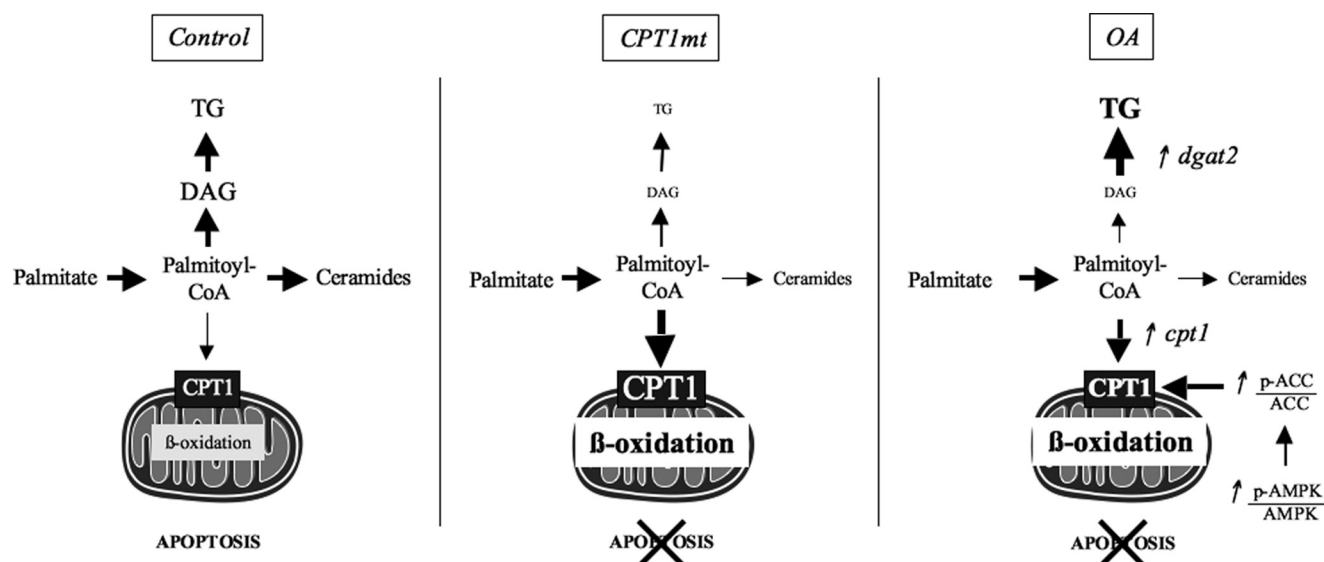 Control
TG
DAG
Palmitate
Palmitoyl-
CoA
Ceramides
CPT1
ß-oxidation
APOPTOSIS
CPT1mt
TG
DAG
Palmitate
Palmitoyl-
CoA
Ceramides
CPT1
ß-oxidation
APOPTOSIS
OA
TG
↑ dgat2
DAG
Palmitate
Palmitoyl-
CoA
Ceramides
↑ cpt1
CPT1
↑ p-ACC
ACC
ß-oxidation
↑ p-AMPK
AMPK
APOPTOSIS